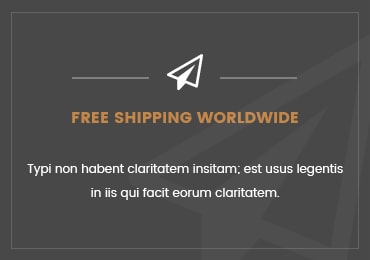 FREE SHIPPING WORLDWIDE
Typi non habent claritatem insitam; est usus legentis
in iis qui facit eorum claritatem.